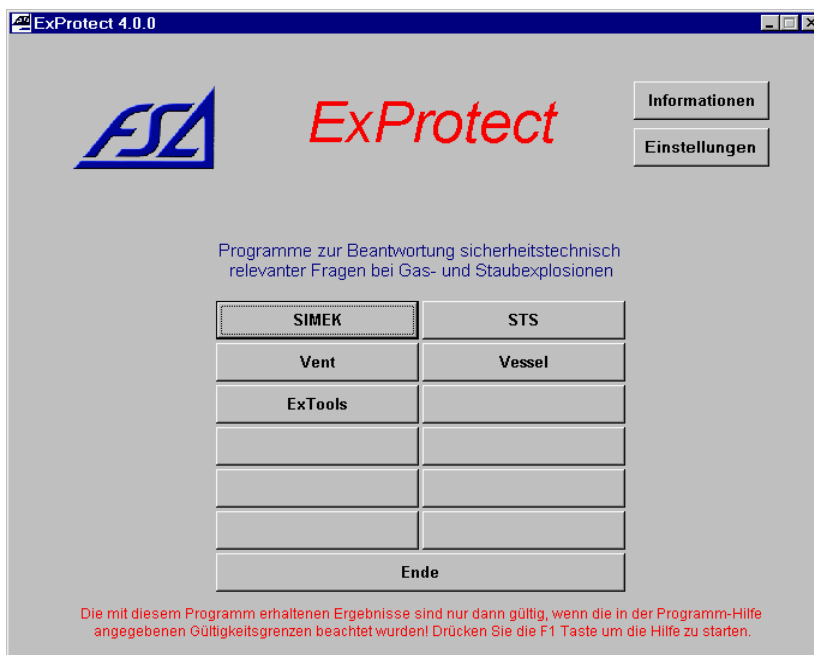 ExProtect 4.0.0
FSA
ExProtect
Informationen
Einstellungen
Programme zur Beantwortung sicherheitstechnisch
relevanter Fragen bei Gas- und Staubexplosionen
SIMEK
STS
Vent
Vessel
ExTools
Ende
Die mit diesem Programm erhaltenen Ergebnisse sind nur dann gültig, wenn die in der Programm-Hilfe
angegebenen Gültigkeitsgrenzen beachtet wurden! Drücken Sie die F1 Taste um die Hilfe zu starten.